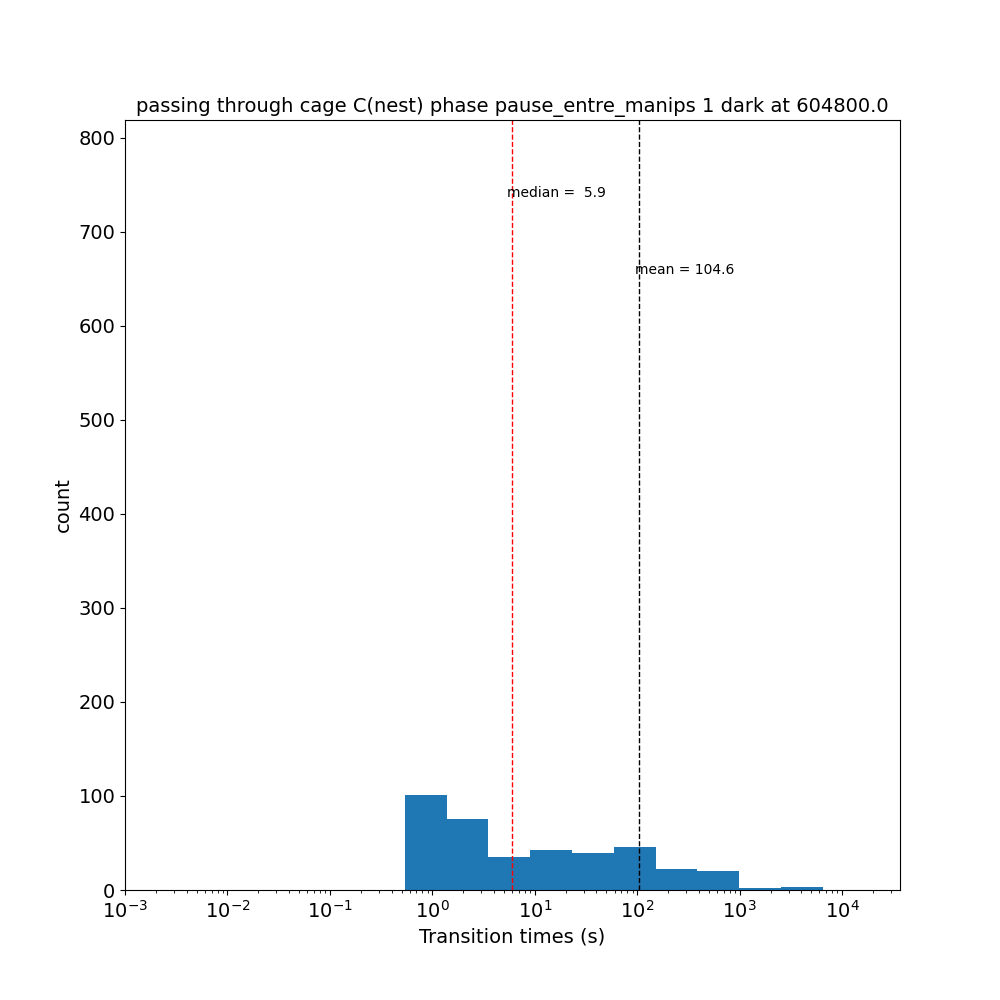 passing through cage C(nest) phase pause_entre_manips 1 dark at 604800.0
800
median =  5.9
700
mean = 104.6
600
500
400
300
200
100
0
count
10⁻³ 10⁻² 10⁻¹ 10⁰ 10¹ 10² 10³ 10⁴
Transition times (s)